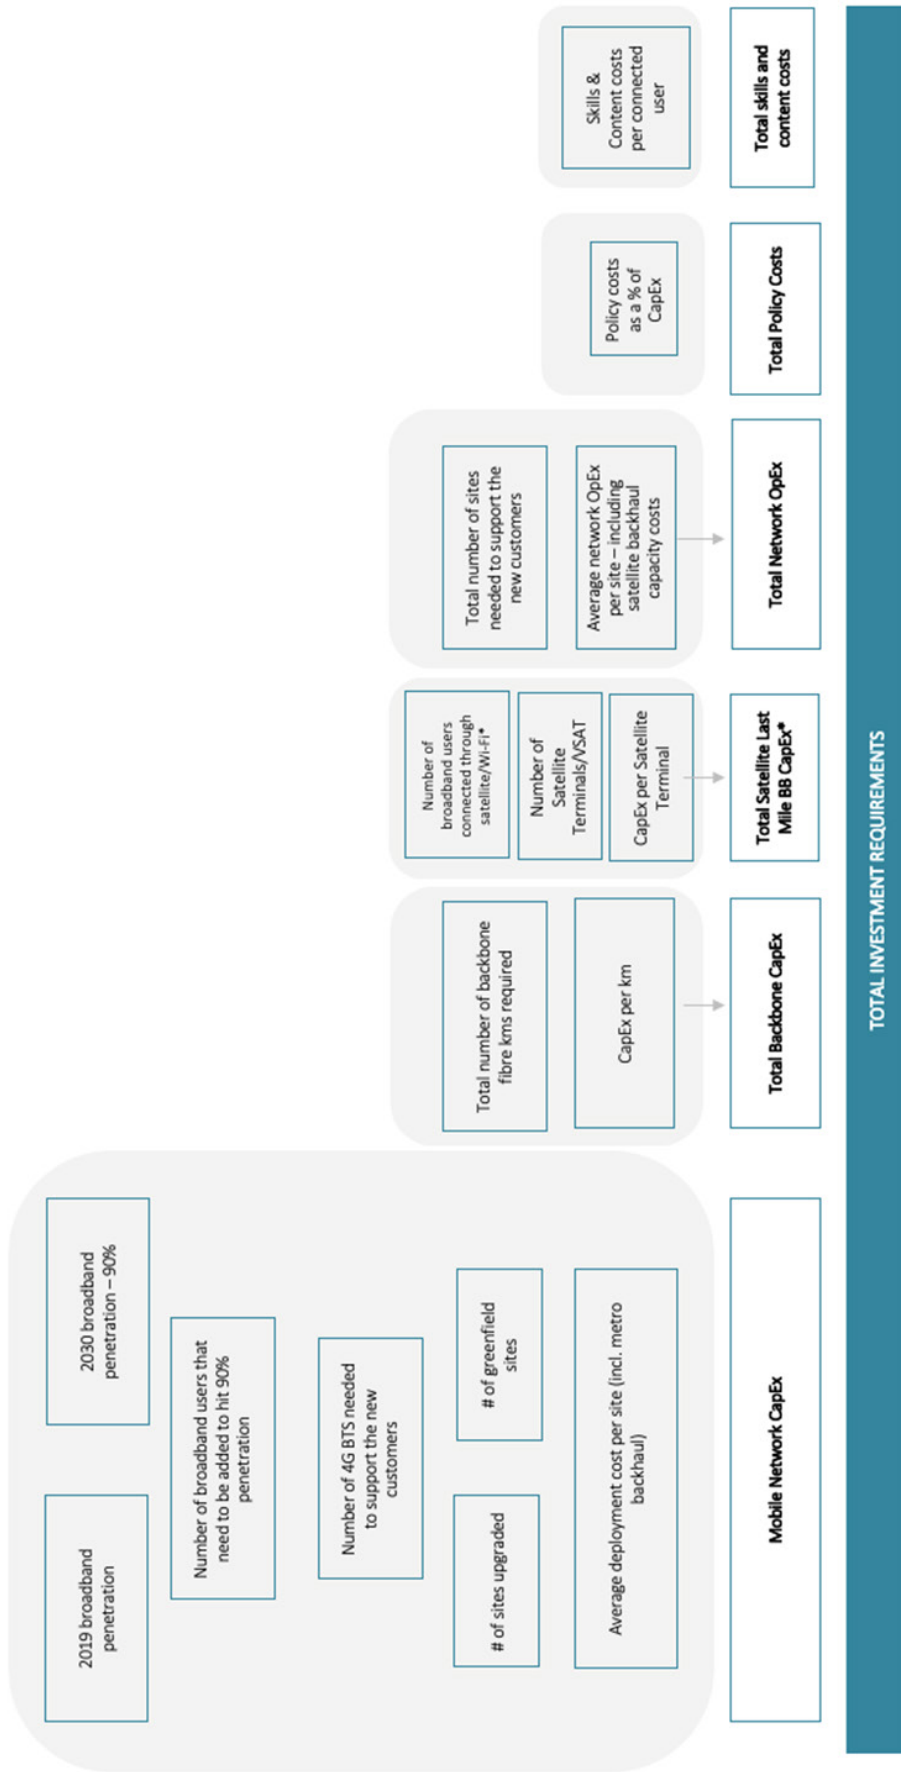 2019 broadband
penetration
2030 broadband
penetration – 90%
Number of broadband users that
need to be added to hit 90%
penetration
Number of 4G BTS needed
to support the new
customers
# of sites upgraded
# of greenfield
sites
Average deployment cost per site (incl. metro
backhaul)
Mobile Network CapEx
Total number of backbone
fibre kms required
CapEx per km
Total Backbone CapEx
Number of
broadband users
connected through
satellite/Wi-Fi*
Number of
Satellite
Terminals/VSAT
CapEx per Satellite
Terminal
Total Satellite Last
Mile BB CapEx*
Total number of sites
needed to support the
new customers
Average network OpEx
per site – including
satellite backhaul
capacity costs
Total Network OpEx
Policy costs
as a % of
CapEx
Total Policy Costs
Skills &
Content costs
per connected
user
Total skills and
content costs
TOTAL INVESTMENT REQUIREMENTS